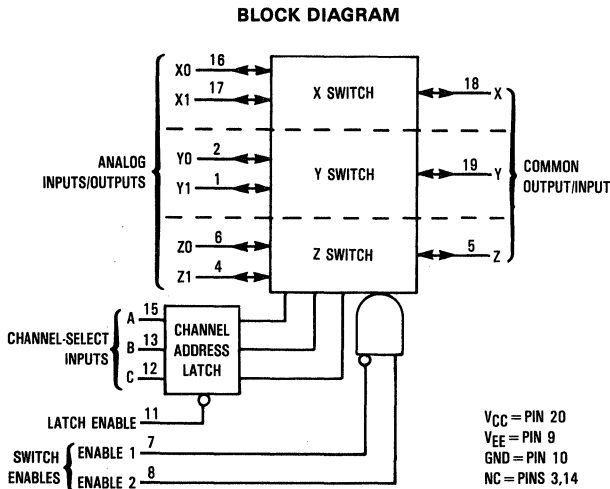 BLOCK DIAGRAM
X0 16
X1 17
Y0 2
Y1 1
Z0 6
Z1 4
ANALOG
INPUTS/OUTPUTS
X SWITCH
Y SWITCH
Z SWITCH
18 X
19 Y
5 Z
COMMON
OUTPUT/INPUT
CHANNEL-SELECT
INPUTS
A 15
B 13
C 12
CHANNEL
ADDRESS
LATCH
LATCH ENABLE 11
SWITCH
ENABLES
ENABLE 1 7
ENABLE 2 8
VCC = PIN 20
VEE = PIN 9
GND = PIN 10
NC = PINS 3,14